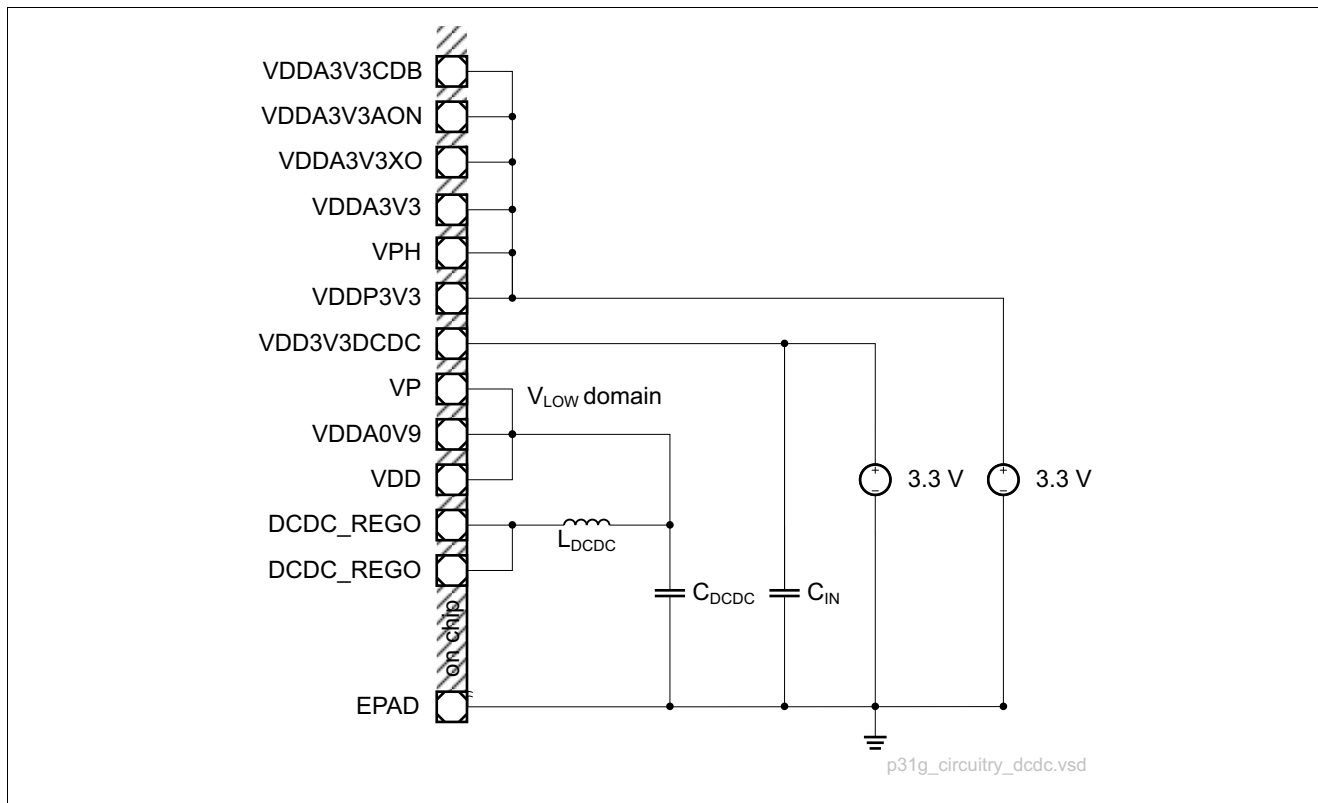 VDDA3V3CDB
VDDA3V3AON
VDDA3V3XO
VDDA3V3
VPH
VDDP3V3
VDD3V3DCDC
VP
VLOW domain
VDDA0V9
VDD
3.3 V
3.3 V
DCDC_REGO
LDCDC
DCDC_REGO
CDCDC
CIN
on chip
EPAD
p31g_circuitry_dcdc.vsd